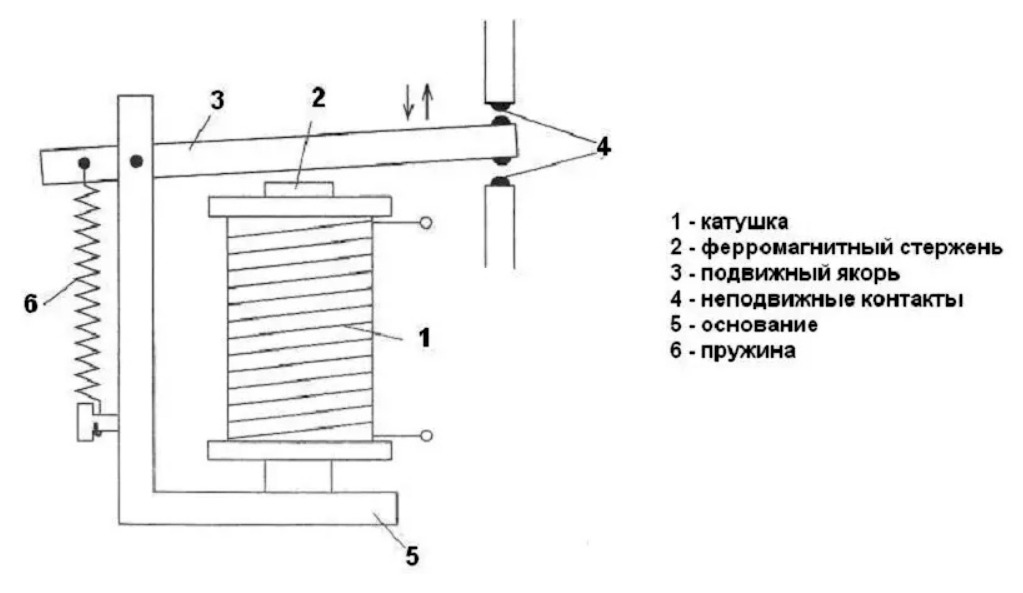 3
2
4
6
1
5
1 - катушка
2 - ферромагнитный стержень
3 - подвижный якорь
4 - неподвижные контакты
5 - основание
6 - пружина